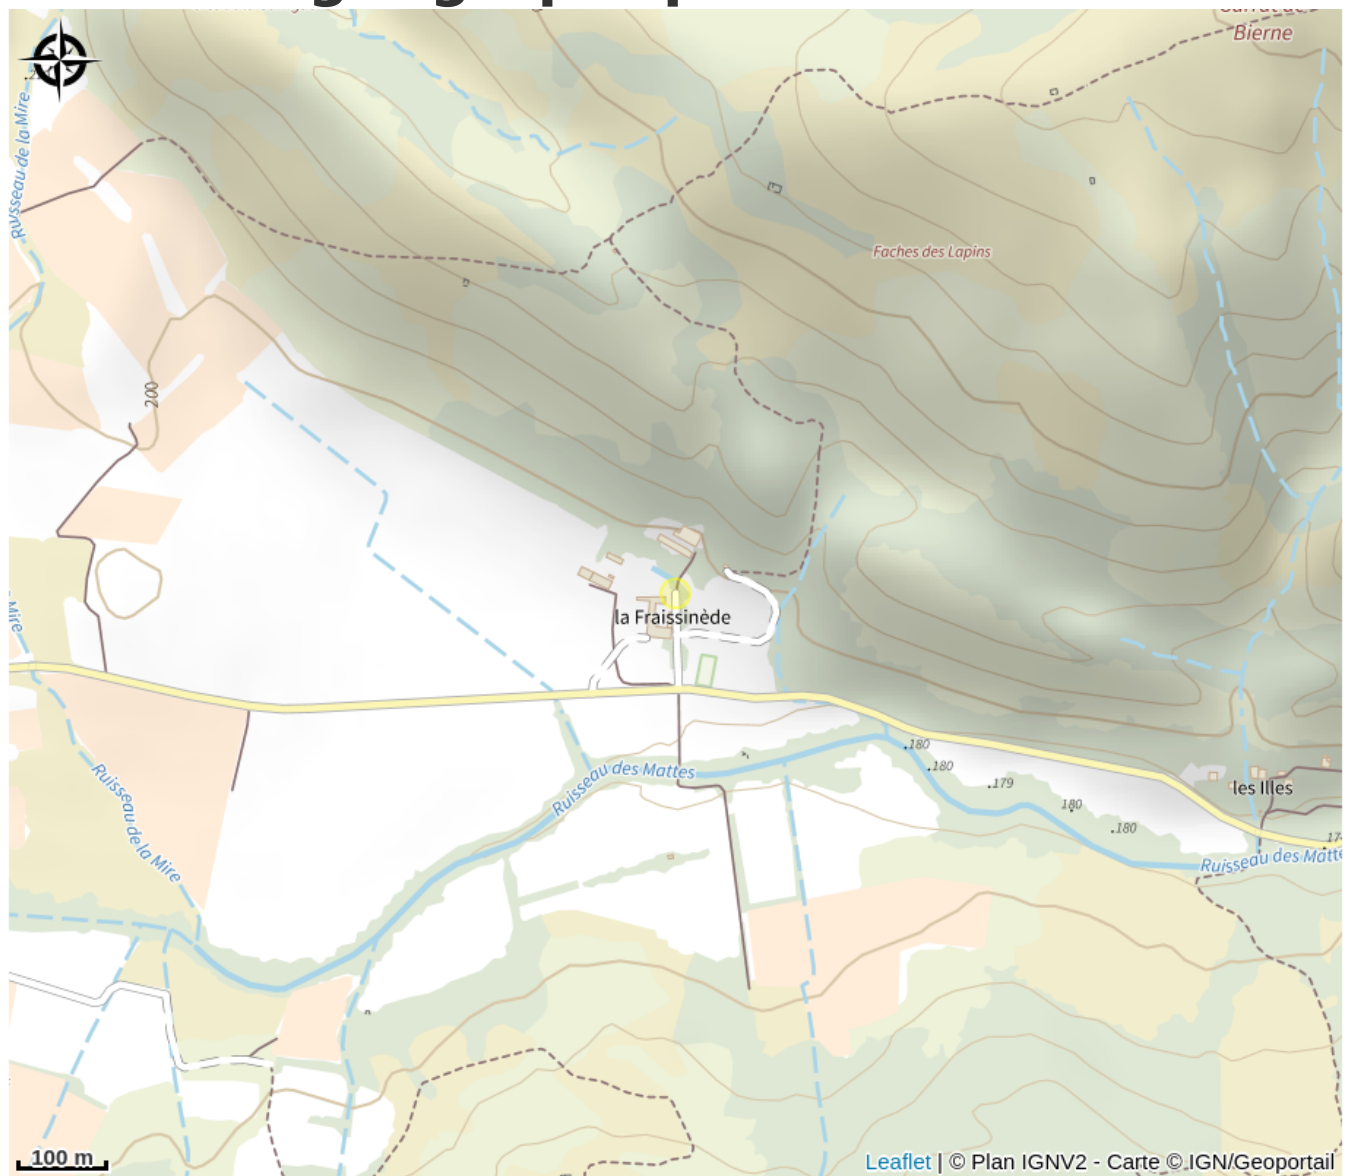 Bierne
Ruisseau de la Mire
Faches des Lapins
200
la Fraissinède
Mire
180
180
179
180
180
les Illes
Ruisseau des Mattes
Ruisseau de la Mire
Ruisseau des Matte
100 m
Leaflet | © Plan IGNV2 - Carte © IGN/Geoportail